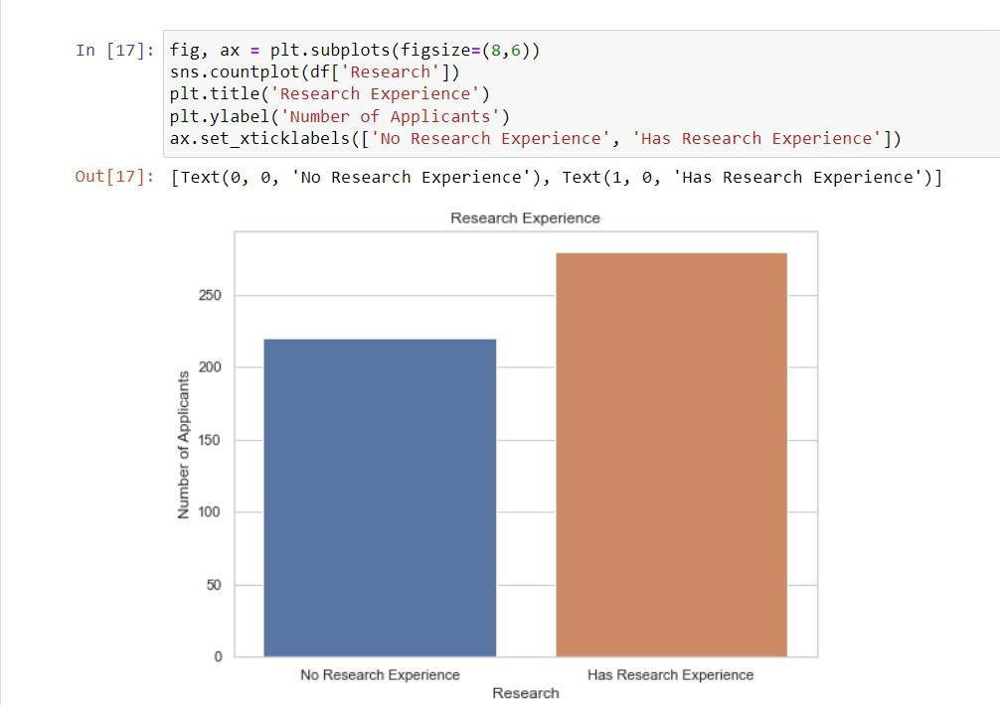 In [17]: fig, ax = plt.subplots(figsize=(8,6))
sns.countplot(df['Research'])
plt.title('Research Experience')
plt.ylabel('Number of Applicants')
ax.set_xticklabels(['No Research Experience', 'Has Research Experience'])
Out[17]: [Text(0, 0, 'No Research Experience'), Text(1, 0, 'Has Research Experience')]
Research Experience
250
200
150
100
50
0
Number of Applicants
No Research Experience Has Research Experience
Research